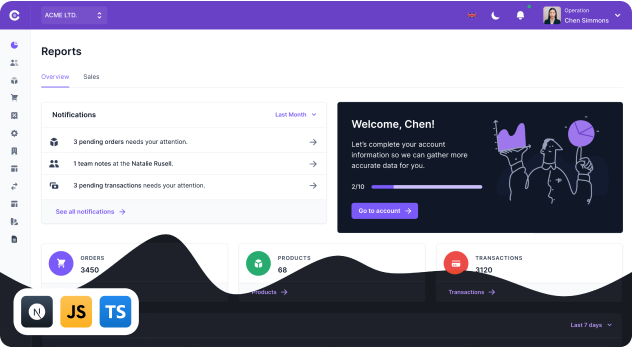 ACME LTD.
Operation
Chen Simmons
Reports
Overview
Sales
Notifications
Last Month
3 pending orders needs your attention.
1 team notes at the Natalie Rusell.
3 pending transactions needs your attention.
See all notifications
Welcome, Chen!
Let's complete your account
information so we can gather more
accurate data for you.
2/10
Go to account
ORDERS
3450
PRODUCTS
68
Products
TRANSACTIONS
3120
Transactions
Last 7 days
N
JS
TS